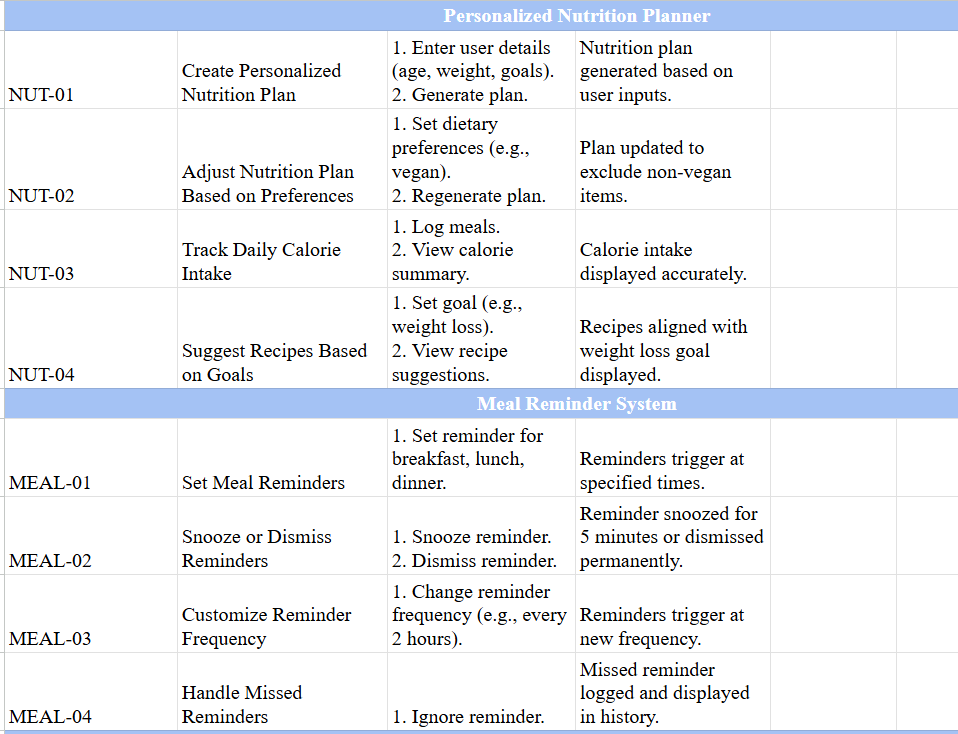 Personalized Nutrition Planner
NUT-01
Create Personalized
Nutrition Plan
1. Enter user details
(age, weight, goals).
2. Generate plan.
Nutrition plan
generated based on
user inputs.
NUT-02
Adjust Nutrition Plan
Based on Preferences
1. Set dietary
preferences (e.g.,
vegan).
2. Regenerate plan.
Plan updated to
exclude non-vegan
items.
NUT-03
Track Daily Calorie
Intake
1. Log meals.
2. View calorie
summary.
Calorie intake
displayed accurately.
NUT-04
Suggest Recipes Based
on Goals
1. Set goal (e.g.,
weight loss).
2. View recipe
suggestions.
Recipes aligned with
weight loss goal
displayed.
Meal Reminder System
MEAL-01
Set Meal Reminders
1. Set reminder for
breakfast, lunch,
dinner.
Reminders trigger at
specified times.
MEAL-02
Snooze or Dismiss
Reminders
1. Snooze reminder.
2. Dismiss reminder.
Reminder snoozed for
5 minutes or dismissed
permanently.
MEAL-03
Customize Reminder
Frequency
1. Change reminder
frequency (e.g., every
2 hours).
Reminders trigger at
new frequency.
MEAL-04
Handle Missed
Reminders
1. Ignore reminder.
Missed reminder
logged and displayed
in history.